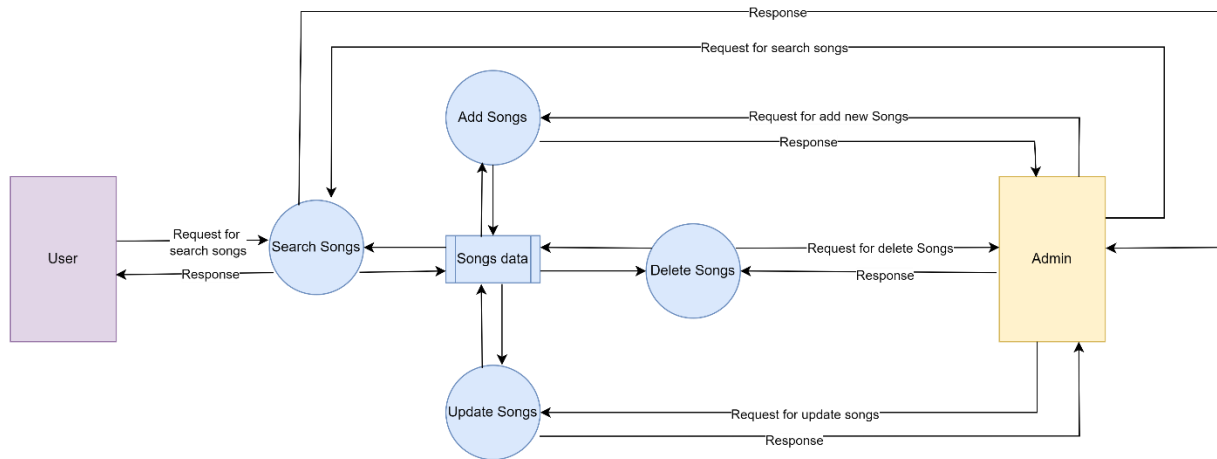 Response
Request for search songs
Add Songs
Request for add new Songs
Response
User
Request for
search songs
Response
Search Songs
Songs data
Delete Songs
Request for delete Songs
Response
Admin
Update Songs
Request for update songs
Response